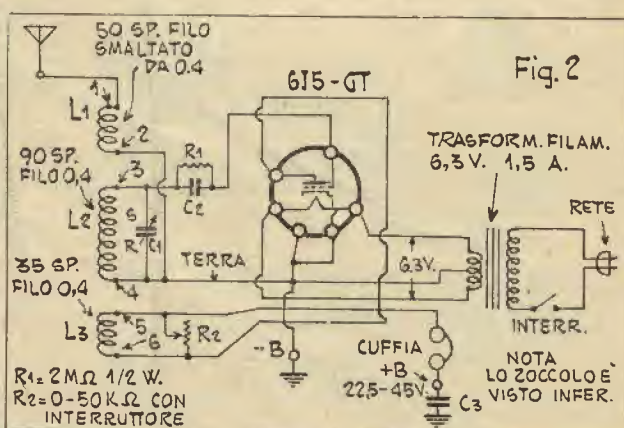 50 SP. FILO
SMALTATO
DA 0.4
Fig. 2
6J5-GT
L1
1
2
90 SP.
FILO 0,4
L2
3
4
S
R
C1
R1
C2
TERRA
TRASFORM. FILAM.
6,3 V. 1,5 A.
RETE
6,3V.
INTERR.
35 SP.
FILO 0,4
L3
5
6
R2
-B
CUFFIA
+B
22,5-45V.
C3
NOTA
LO ZOCCOLO È
VISTO INFER.
R1=2MΩ 1/2 W.
R2=0-50KΩ CON
INTERRUTTORE